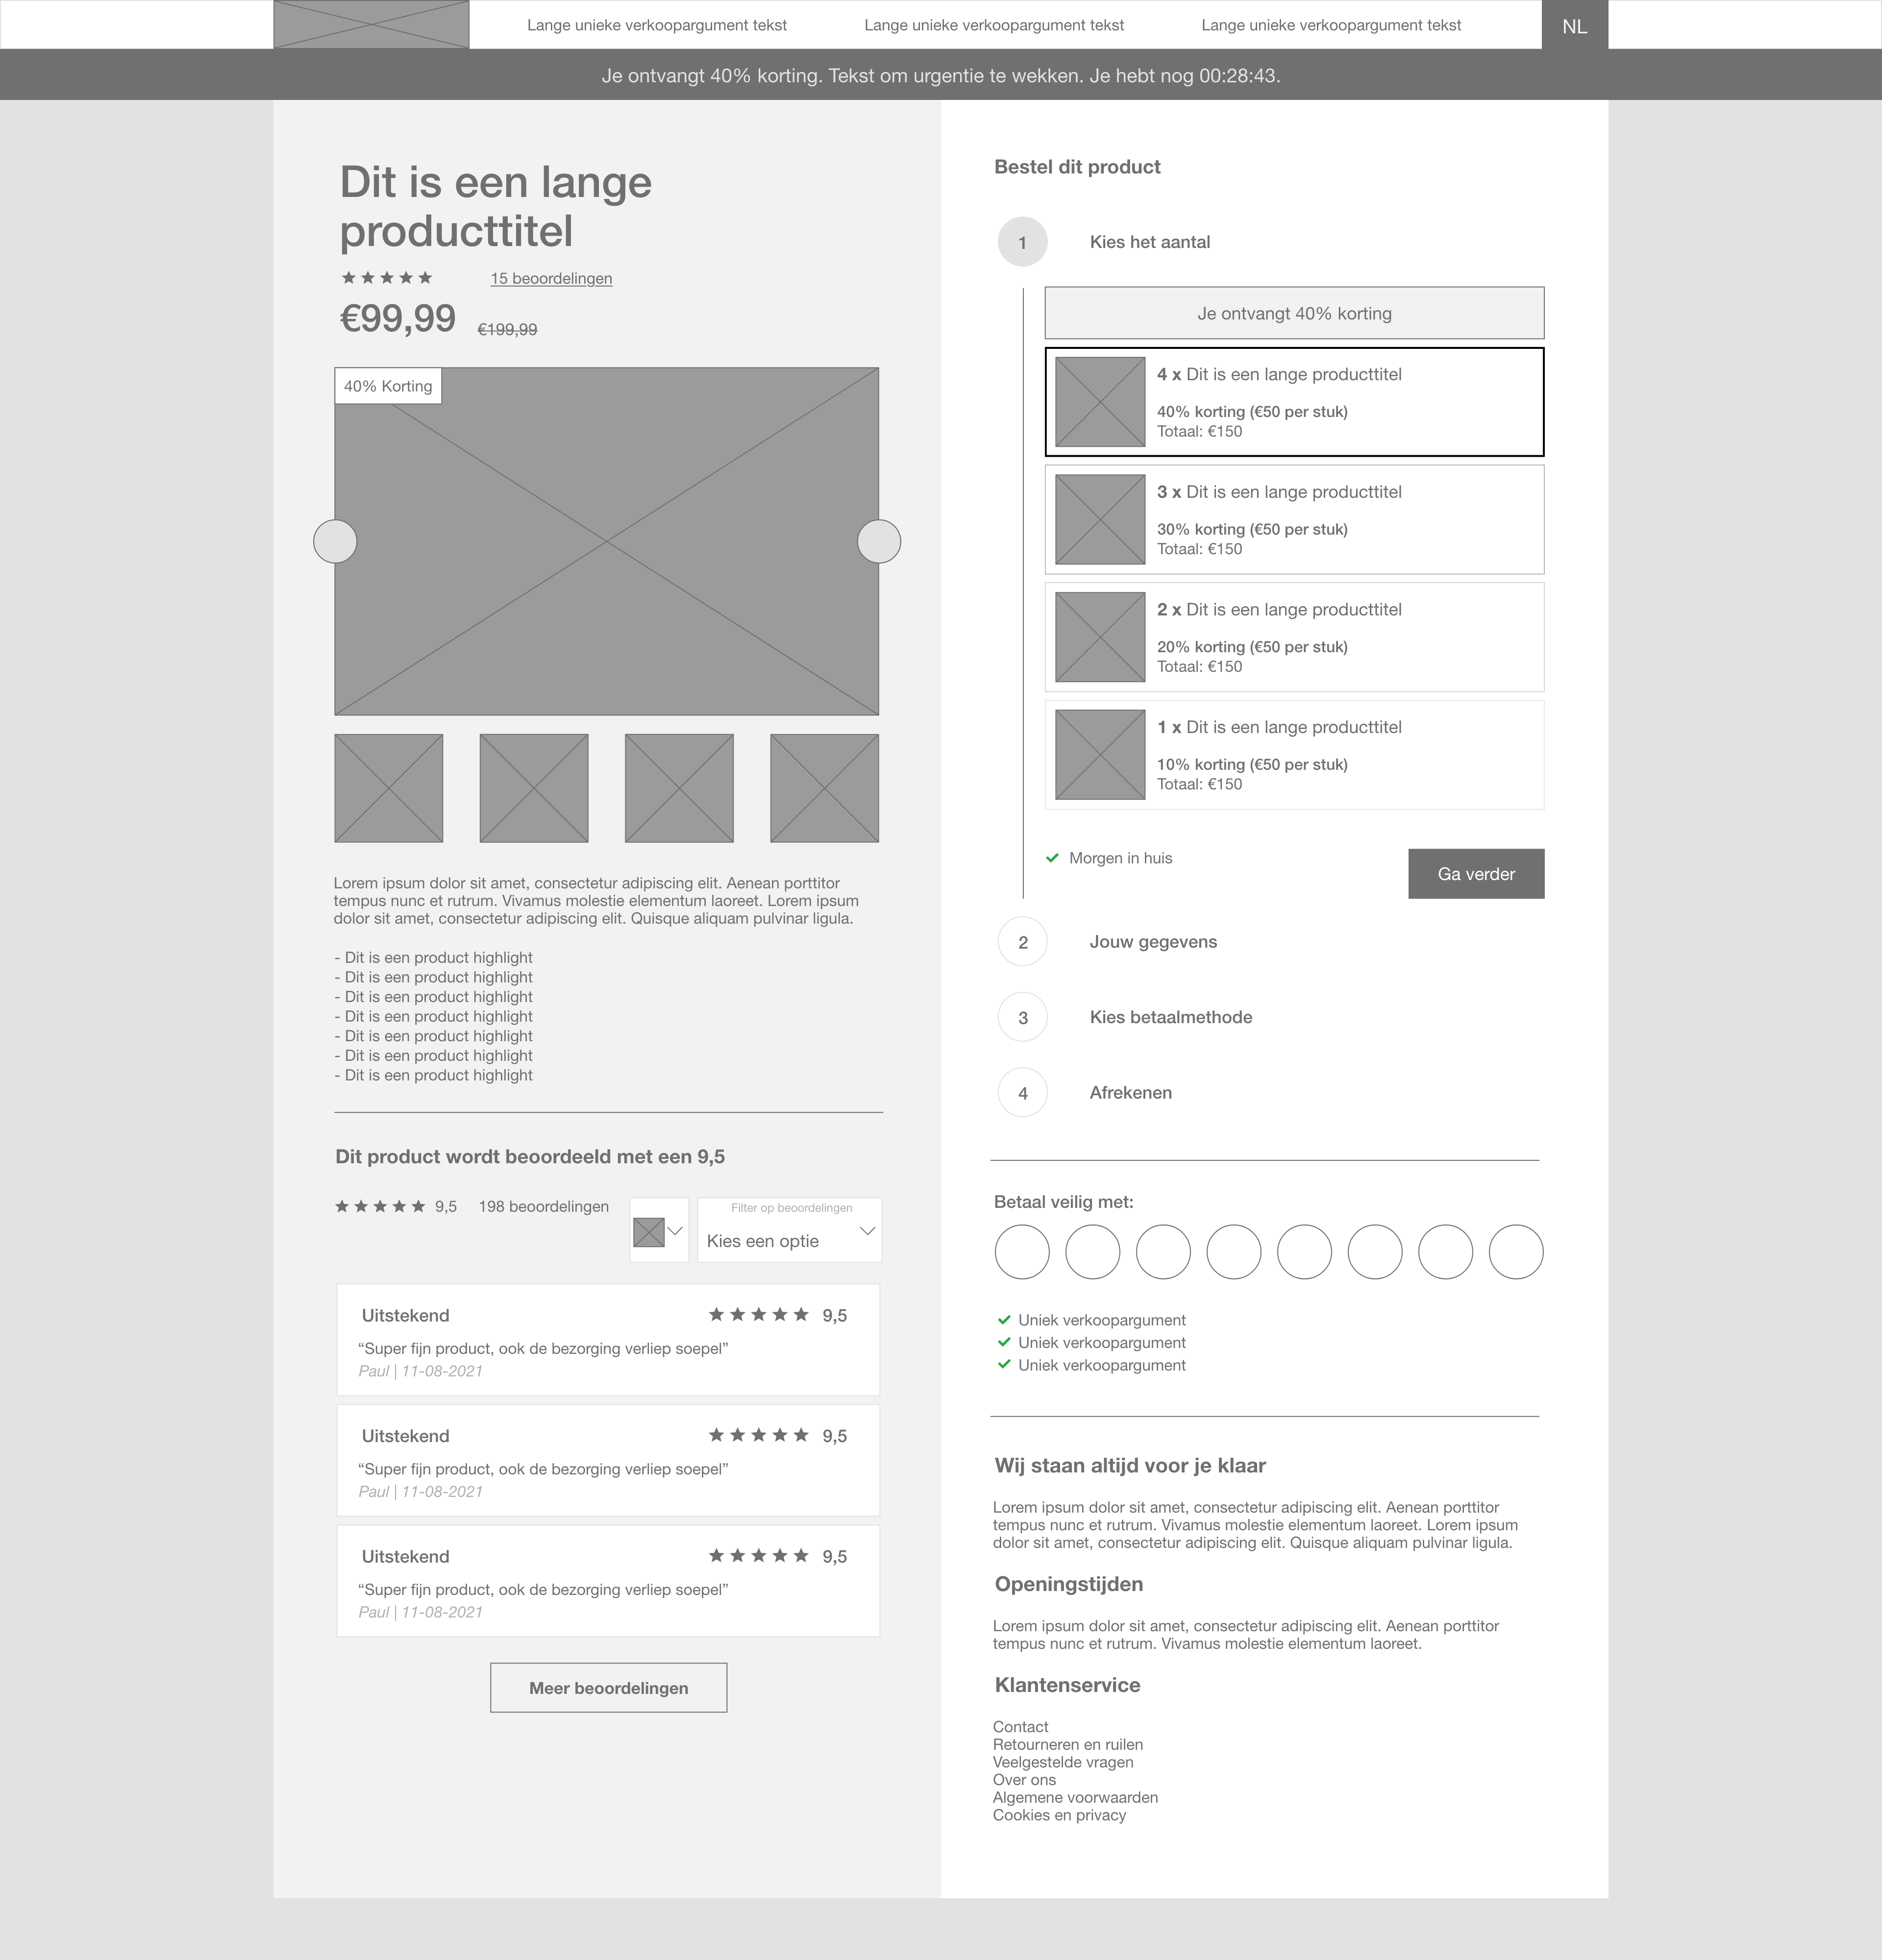 Lange unieke verkoopargument tekst
Lange unieke verkoopargument tekst
Lange unieke verkoopargument tekst
NL
Je ontvangt 40% korting. Tekst om urgentie te wekken. Je hebt nog 00:28:43.
Dit is een lange
producttitel
15 beoordelingen
€99,99 €199,99
40% Korting
Lorem ipsum dolor sit amet, consectetur adipiscing elit. Aenean porttitor
tempus nunc et rutrum. Vivamus molestie elementum laoreet. Lorem ipsum
dolor sit amet, consectetur adipiscing elit. Quisque aliquam pulvinar ligula.
- Dit is een product highlight
- Dit is een product highlight
- Dit is een product highlight
- Dit is een product highlight
- Dit is een product highlight
- Dit is een product highlight
- Dit is een product highlight
Dit product wordt beoordeeld met een 9,5
9,5 198 beoordelingen
Filter op beoordelingen
Kies een optie
Uitstekend 9,5
“Super fijn product, ook de bezorging verliep soepel”
Paul | 11-08-2021
Uitstekend 9,5
“Super fijn product, ook de bezorging verliep soepel”
Paul | 11-08-2021
Uitstekend 9,5
“Super fijn product, ook de bezorging verliep soepel”
Paul | 11-08-2021
Meer beoordelingen
Bestel dit product
1 Kies het aantal
Je ontvangt 40% korting
4 x Dit is een lange producttitel
40% korting (€50 per stuk)
Totaal: €150
3 x Dit is een lange producttitel
30% korting (€50 per stuk)
Totaal: €150
2 x Dit is een lange producttitel
20% korting (€50 per stuk)
Totaal: €150
1 x Dit is een lange producttitel
10% korting (€50 per stuk)
Totaal: €150
Morgen in huis
Ga verder
2 Jouw gegevens
3 Kies betaalmethode
4 Afrekenen
Betaal veilig met:
Uniek verkoopargument
Uniek verkoopargument
Uniek verkoopargument
Wij staan altijd voor je klaar
Lorem ipsum dolor sit amet, consectetur adipiscing elit. Aenean porttitor
tempus nunc et rutrum. Vivamus molestie elementum laoreet. Lorem ipsum
dolor sit amet, consectetur adipiscing elit. Quisque aliquam pulvinar ligula.
Openingstijden
Lorem ipsum dolor sit amet, consectetur adipiscing elit. Aenean porttitor
tempus nunc et rutrum. Vivamus molestie elementum laoreet.
Klantenservice
Contact
Retourneren en ruilen
Veelgestelde vragen
Over ons
Algemene voorwaarden
Cookies en privacy